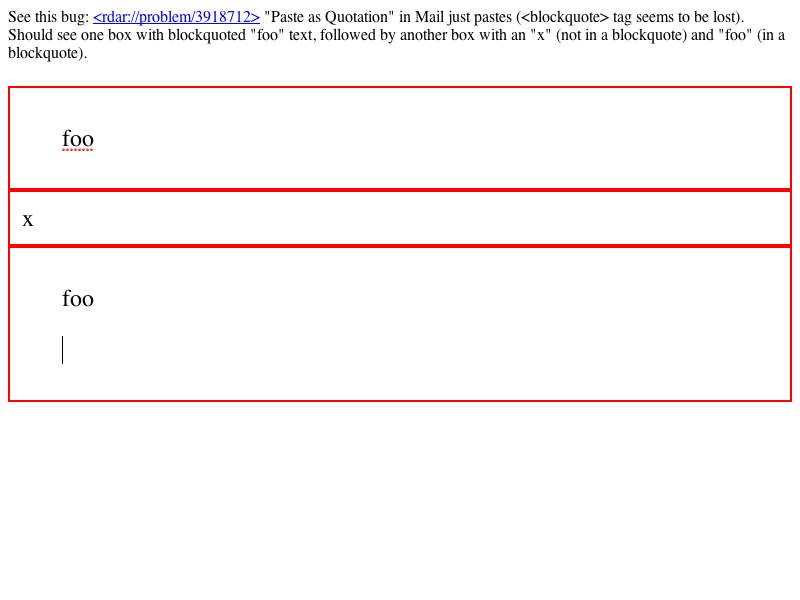 See this bug: <rdar://problem/3918712> "Paste as Quotation" in Mail just pastes (<blockquote> tag seems to be lost).
Should see one box with blockquoted "foo" text, followed by another box with an "x" (not in a blockquote) and "foo" (in a
blockquote).
foo
x
foo